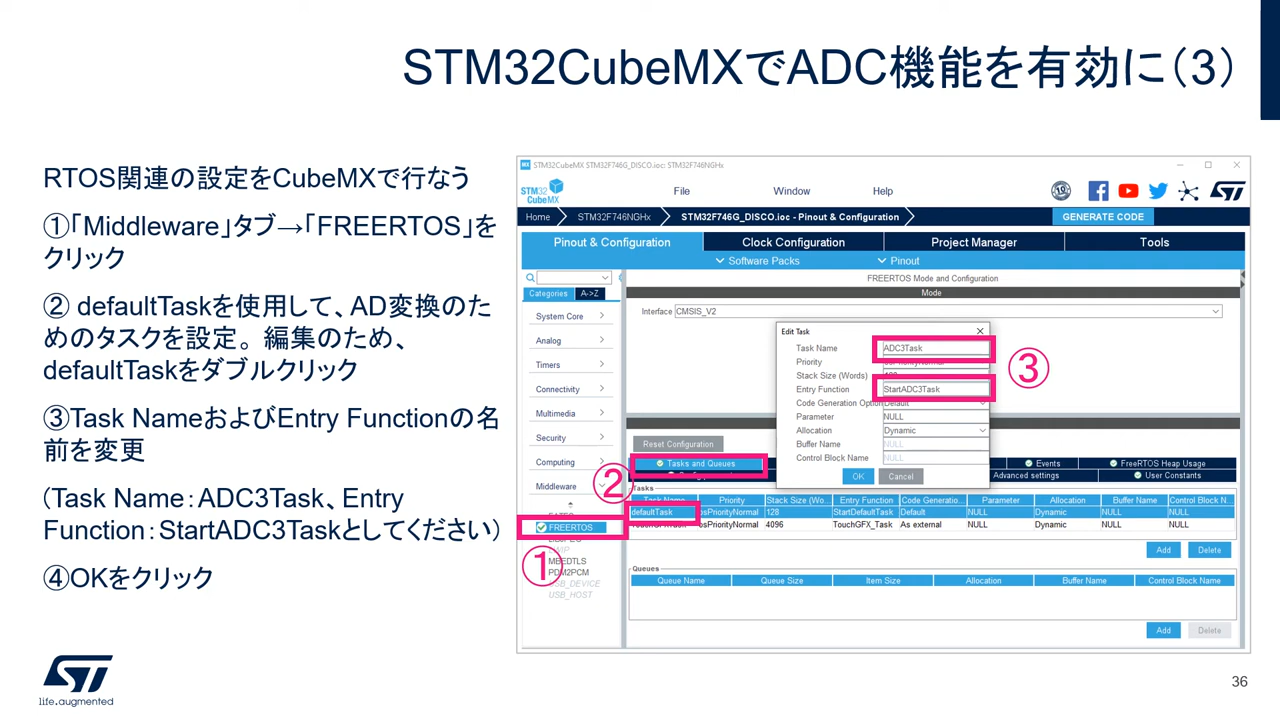 STM32CubeMXでADC機能を有効に（3）
RTOS関連の設定をCubeMXで行なう
①「Middleware」タブ→「FREERTOS」を
クリック
② defaultTaskを使用して、AD変換のた
めのタスクを設定。編集のため、
defaultTaskをダブルクリック
③Task NameおよびEntry Functionの名
前を変更
(Task Name：ADC3Task、Entry
Function：StartADC3Taskとしてください)
④OKをクリック
MX STM32CubeMX STM32F746G_DISCO.ioc: STM32F746NGHx
STM32
CubeMX
File Window Help
Home STM32F746NGHx STM32F746G_DISCO.ioc - Pinout & Configuration GENERATE CODE
Pinout & Configuration Clock Configuration Project Manager Tools
Software Packs Pinout
FREERTOS Mode and Configuration
Mode
Categories A->Z
Interface CMSIS_V2
System Core
Analog
Timers
Connectivity
Multimedia
Security
Computing
Middleware
FREERTOS
MBEDTLS
PDM2PCM
USB_DEVICE
USB_HOST
Edit Task
Task Name ADC3Task
Priority
Stack Size (Words)
Entry Function StartADC3Task
Code Generation Option Default
Parameter NULL
Allocation Dynamic
Buffer Name NULL
Control Block Name NULL
OK Cancel
①
②
③
Reset Configuration
Tasks and Queues Events FreeRTOS Heap Usage
Advanced settings User Constants
Tasks
Task Name Priority Stack Size (Wo... Entry Function Code Generatio... Parameter Allocation Buffer Name Control Block N...
defaultTask osPriorityNormal 128 StartDefaultTask Default NULL Dynamic NULL NULL
osPriorityNormal 4096 TouchGFX_Task As external NULL Dynamic NULL NULL
Add Delete
Queues
Queue Name Queue Size Item Size Allocation Buffer Name Control Block Name
Add Delete
ST
life.augmented
36